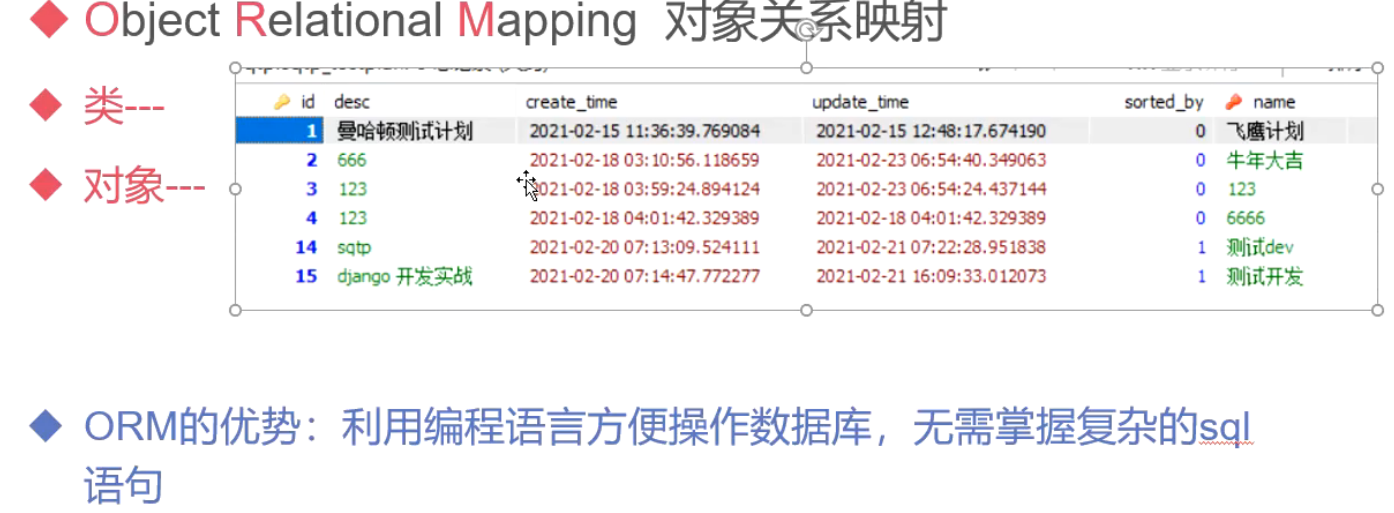 Object Relational Mapping 对象关系映射
类---
对象---
id desc create_time update_time sorted_by name
1 曼哈顿测试计划 2021-02-15 11:36:39.769084 2021-02-15 12:48:17.674190 0 飞鹰计划
2 666 2021-02-18 03:10:56.118659 2021-02-23 06:54:40.349063 0 牛年大吉
3 123 2021-02-18 03:59:24.894124 2021-02-23 06:54:24.437144 0 123
4 123 2021-02-18 04:01:42.329389 2021-02-18 04:01:42.329389 0 6666
14 sqtp 2021-02-20 07:13:09.524111 2021-02-21 07:22:28.951838 1 测试dev
15 django 开发实战 2021-02-20 07:14:47.772277 2021-02-21 16:09:33.012073 1 测试开发
ORM的优势：利用编程语言方便操作数据库，无需掌握复杂的sql
语句